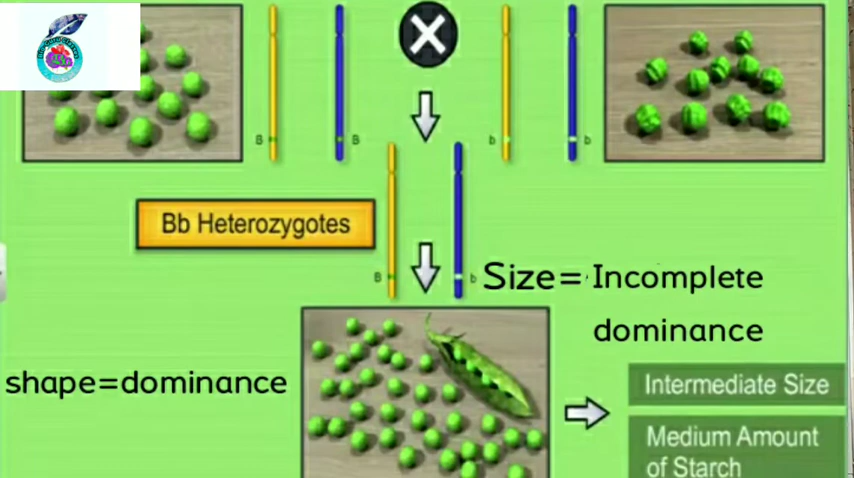 B
B
b
b
Bb Heterozygotes
B
b
Size= Incomplete
dominance
shape=dominance
Intermediate Size
Medium Amount
of Starch